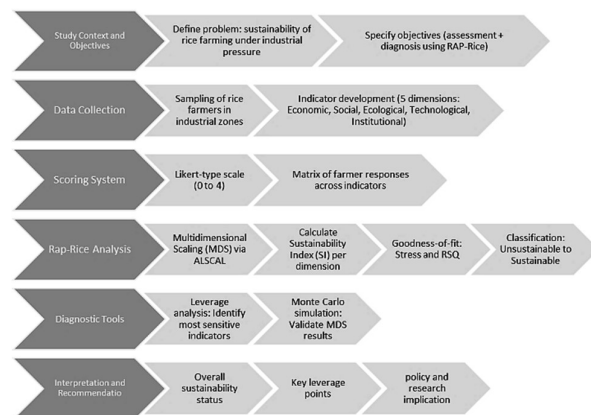 Study Context and
Objectives
Define problem: sustainability of
rice farming under industrial
pressure
Specify objectives (assessment +
diagnosis using RAP-Rice)
Data Collection
Sampling of rice
farmers in
industrial zones
Indicator development (5 dimensions:
Economic, Social, Ecological, Technological,
Institutional)
Scoring System
Likert-type scale
(0 to 4)
Matrix of farmer responses
across indicators
Rap-Rice Analysis
Multidimensional
Scaling (MDS) via
ALSCAL
Calculate
Sustainability
Index (SI) per
dimension
Goodness-of-fit:
Stress and RSQ
Classification:
Unsustainable to
Sustainable
Diagnostic Tools
Leverage
analysis: Identify
most sensitive
indicators
Monte Carlo
simulation:
Validate MDS
results
Interpretation and
Recommendatio
Overall
sustainability
status
Key leverage
points
policy and
research
implication